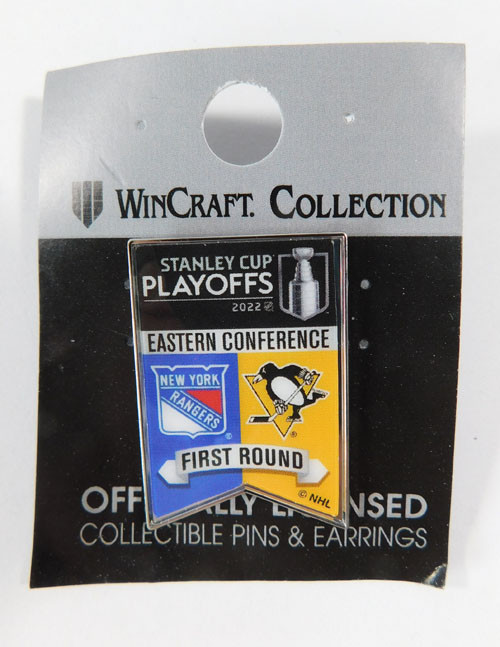 WINCRAFT. COLLECTION
STANLEY CUP
PLAYOFFS
2022
EASTERN CONFERENCE
NEW YORK
RANGERS
®
®
FIRST ROUND
© NHL
COLLECTIBLE PINS & EARRINGS